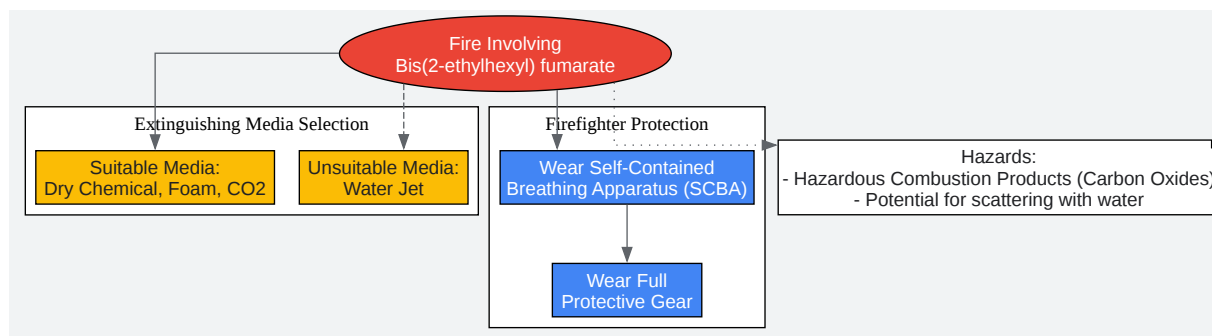 Fire Involving
Bis(2-ethylhexyl) fumarate
Extinguishing Media Selection
Suitable Media:
Dry Chemical, Foam, CO2
Unsuitable Media:
Water Jet
Firefighter Protection
Wear Self-Contained
Breathing Apparatus (SCBA)
Wear Full
Protective Gear
Hazards:
- Hazardous Combustion Products (Carbon Oxides)
- Potential for scattering with water